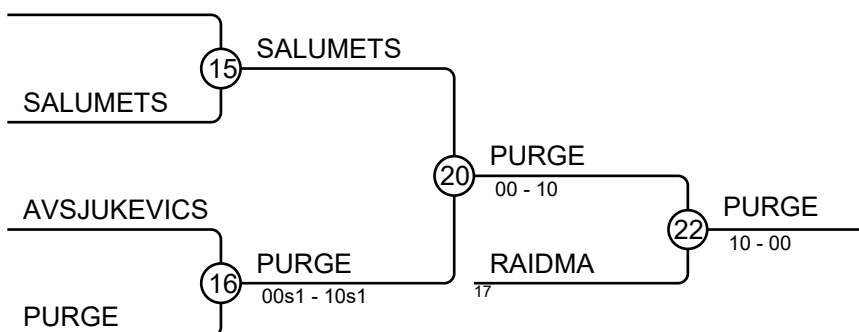 SALUMETS
15
SALUMETS
20
PURGE
00 - 10
22
PURGE
10 - 00
AVSJUKEVICS
16
PURGE
00s1 - 10s1
RAIDMA
17
PURGE